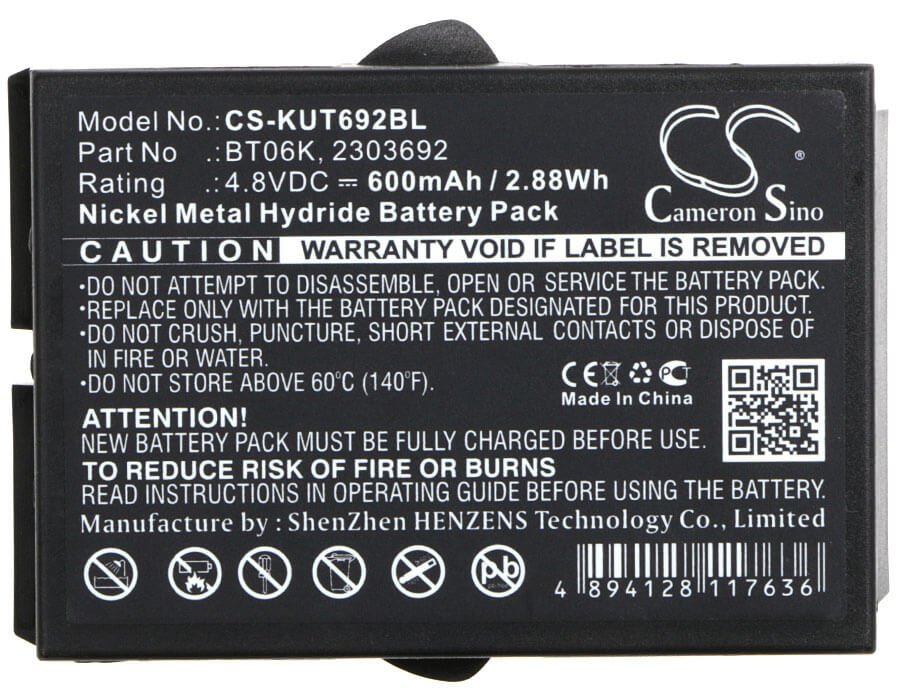 Model No.: CS-KUT692BL
Part No .: BT06K, 2303692
Rating .: 4.8VDC ⎓ 600mAh / 2.88Wh
Nickel Metal Hydride Battery Pack
CS
®
Cameron Sino
CAUTION WARRANTY VOID IF LABEL IS REMOVED
•DO NOT ATTEMPT TO DISASSEMBLE, OPEN OR SERVICE THE BATTERY PACK.
•REPLACE ONLY WITH THE BATTERY PACK DESIGNATED FOR THIS PRODUCT.
•DO NOT CRUSH, PUNCTURE, SHORT EXTERNAL CONTACTS OR DISPOSE OF
IN FIRE OR WATER.
•DO NOT STORE ABOVE 60°C (140°F).
CE
Made In China
ATTENTION!
NEW BATTERY PACK MUST BE FULLY CHARGED BEFORE USE.
TO REDUCE RISK OF FIRE OR BURNS
READ INSTRUCTIONS IN OPERATING GUIDE BEFORE USING BATTERY.
Manufacture by : ShenZhen HENZENS Technology Co., Limited
Pb
4 894128 117636